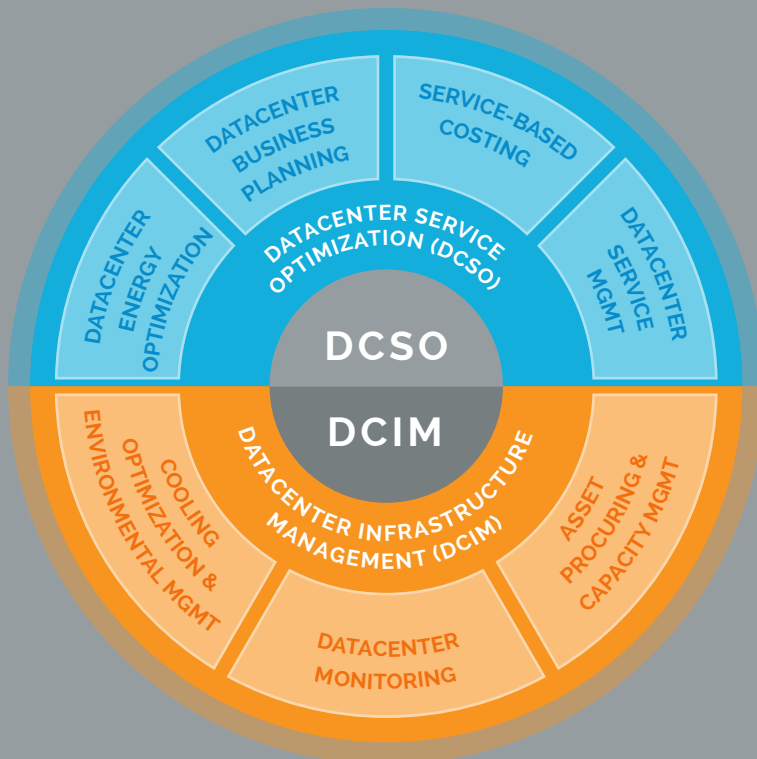 DATACENTER
BUSINESS
PLANNING
SERVICE-BASED
COSTING
DATACENTER
ENERGY
OPTIMIZATION
DATACENTER SERVICE
OPTIMIZATION (DCSO)
DATACENTER
SERVICE
MGMT
DCSO
DCIM
DATACENTER INFRASTRUCTURE
MANAGEMENT (DCIM)
COOLING
OPTIMIZATION &
ENVIRONMENTAL MGMT
ASSET
PROCURING &
CAPACITY MGMT
DATACENTER
MONITORING